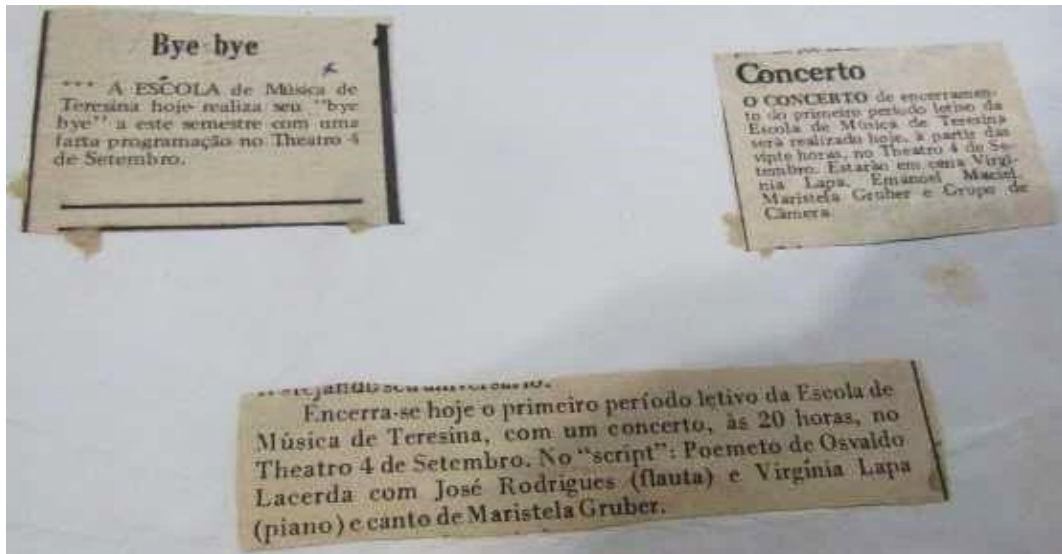 Bye bye
*** A ESCOLA de Música de
Teresina hoje realiza seu "bye
bye" a este semestre com uma
farta programação no Theatro 4
de Setembro.
Concerto
O CONCERTO de encerramen-
to do primeiro período letivo da
Escola de Música de Teresina
será realizado hoje, a partir das
vinte horas, no Theatro 4 de Se-
tembro. Estarão em cena Virgí-
nia Lapa, Emanoel Maciel,
Maristela Gruber e Grupo de
Câmera
seu aniversário.
Encerra-se hoje o primeiro período letivo da Escola de
Música de Teresina, com um concerto, às 20 horas, no
Theatro 4 de Setembro. No "script": Poemeto de Osvaldo
Lacerda com José Rodrigues (flauta) e Virgínia Lapa
(piano) e canto de Maristela Gruber.